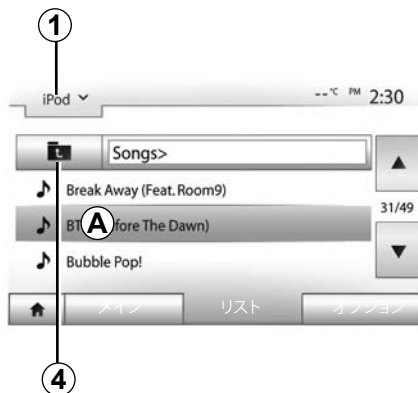 1
iPod --°C PM 2:30
Songs>
Break Away (Feat. Room9)
31/49
A fore The Dawn)
Bubble Pop!
メイン リスト オプション
4